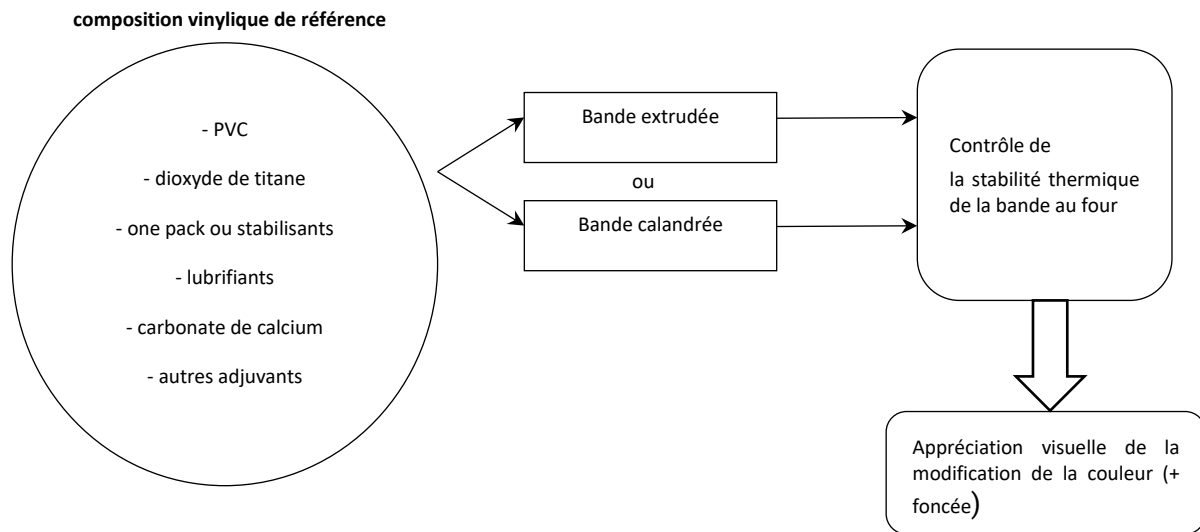 composition vinylique de référence
- PVC
- dioxyde de titane
- one pack ou stabilisants
- lubrifiants
- carbonate de calcium
- autres adjuvants
Bande extrudée
ou
Bande calandrée
Contrôle de
la stabilité thermique
de la bande au four
Appréciation visuelle de la
modification de la couleur (+
foncée)